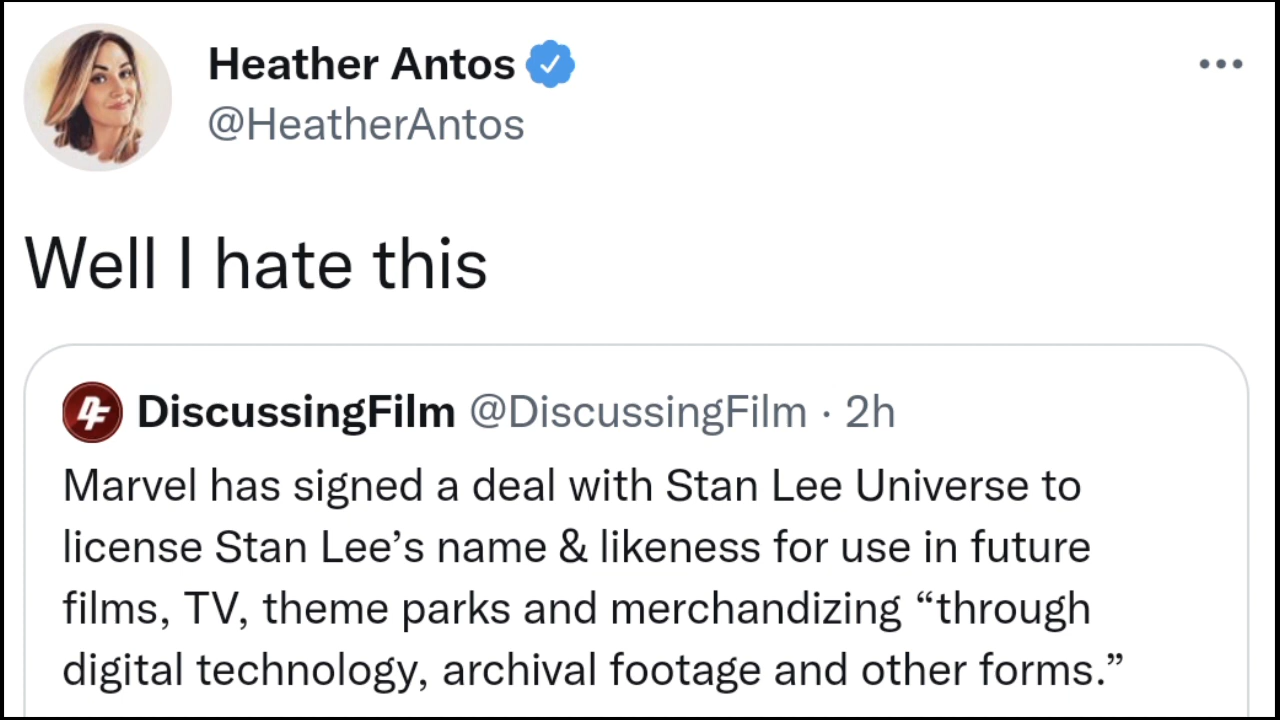 Heather Antos
@HeatherAntos
Well I hate this
DiscussingFilm @DiscussingFilm · 2h
Marvel has signed a deal with Stan Lee Universe to
license Stan Lee’s name & likeness for use in future
films, TV, theme parks and merchandizing “through
digital technology, archival footage and other forms.”